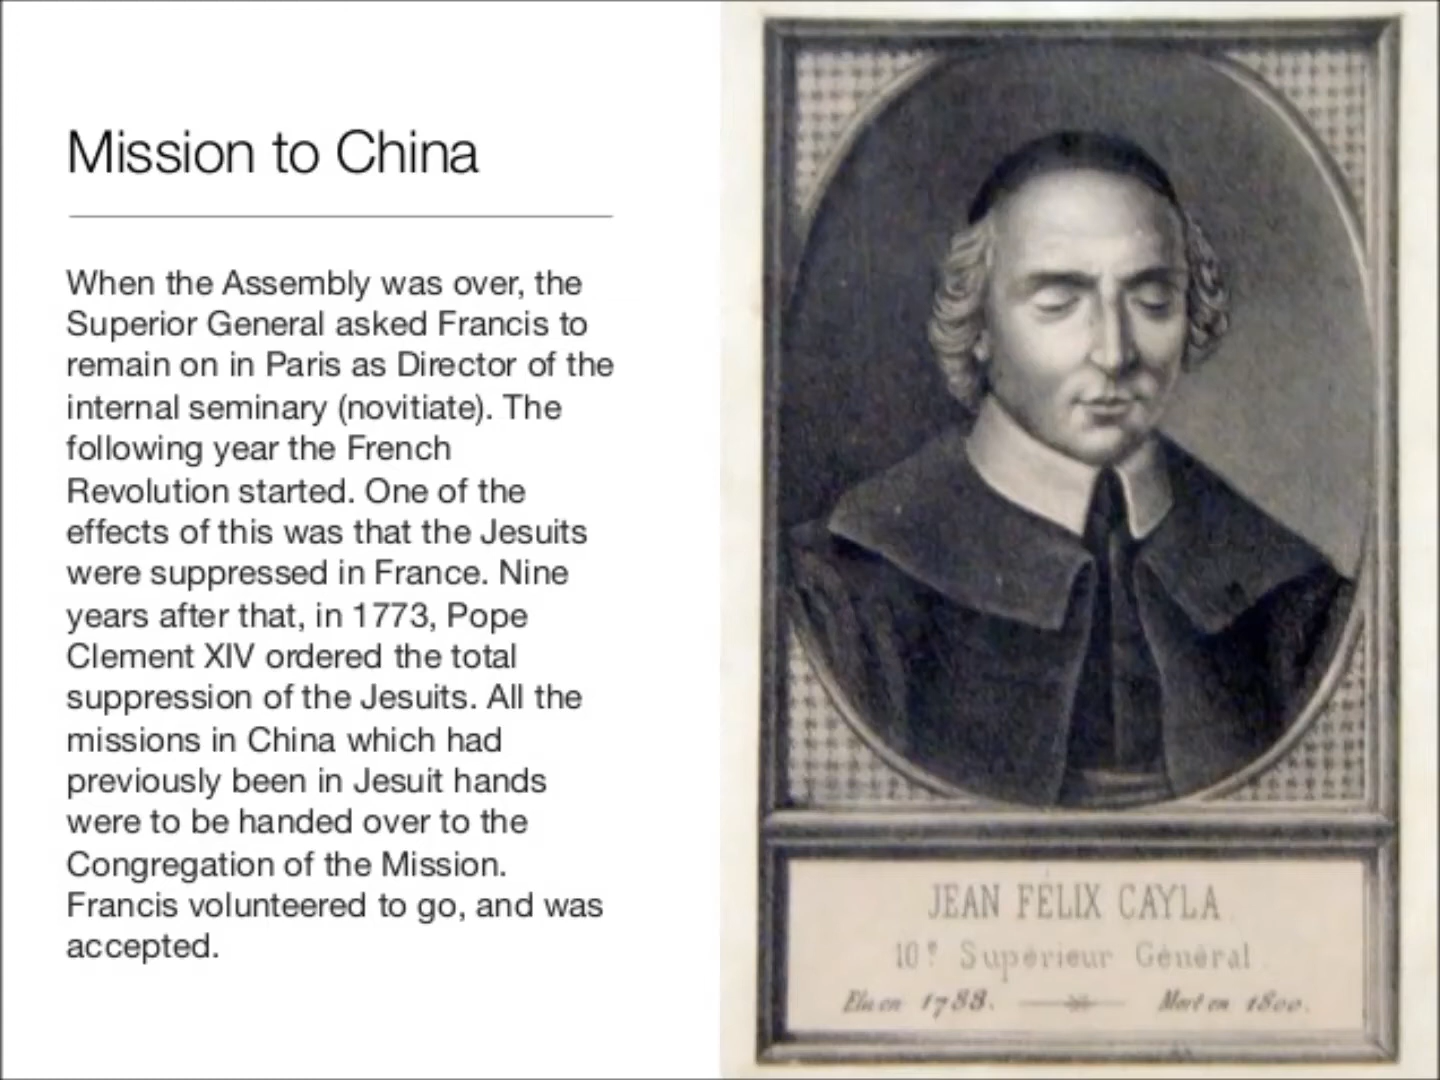 Mission to China
When the Assembly was over, the
Superior General asked Francis to
remain on in Paris as Director of the
internal seminary (novitiate). The
following year the French
Revolution started. One of the
effects of this was that the Jesuits
were suppressed in France. Nine
years after that, in 1773, Pope
Clement XIV ordered the total
suppression of the Jesuits. All the
missions in China which had
previously been in Jesuit hands
were to be handed over to the
Congregation of the Mission.
Francis volunteered to go, and was
accepted.
JEAN FÉLIX CAYLA
10e Supérieur Général
Elu en 1788. Mort en 1800.